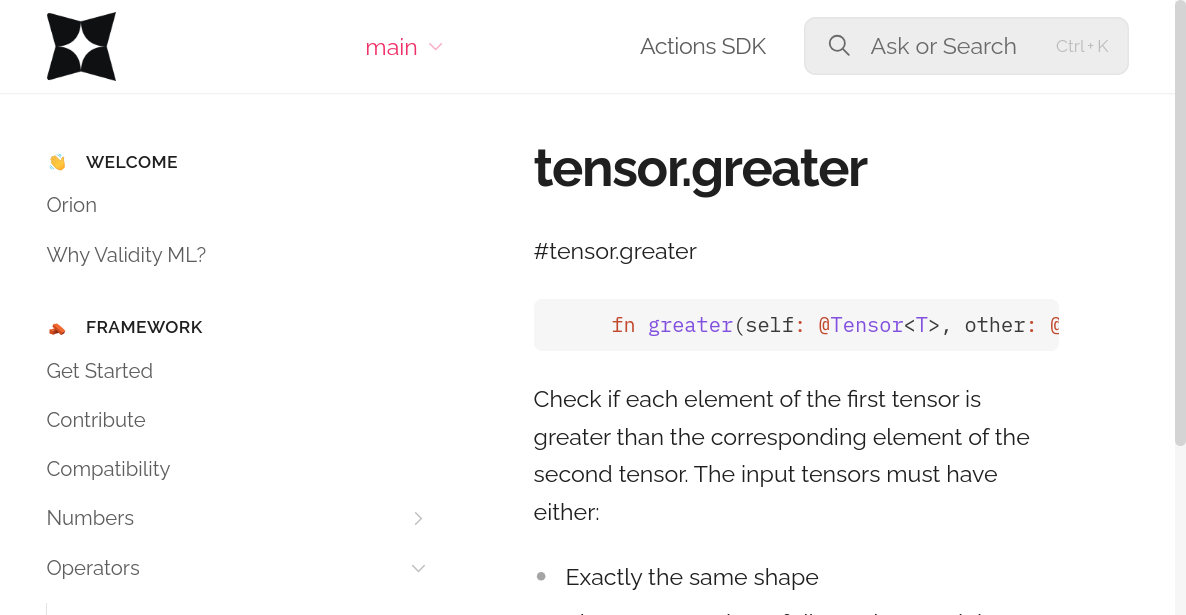 main
Actions SDK
Ask or Search
Ctrl + K
WELCOME
Orion
Why Validity ML?
FRAMEWORK
Get Started
Contribute
Compatibility
Numbers
Operators
tensor.greater
#tensor.greater
fn greater(self: @Tensor<T>, other: @
Check if each element of the first tensor is
greater than the corresponding element of the
second tensor. The input tensors must have
either:
Exactly the same shape